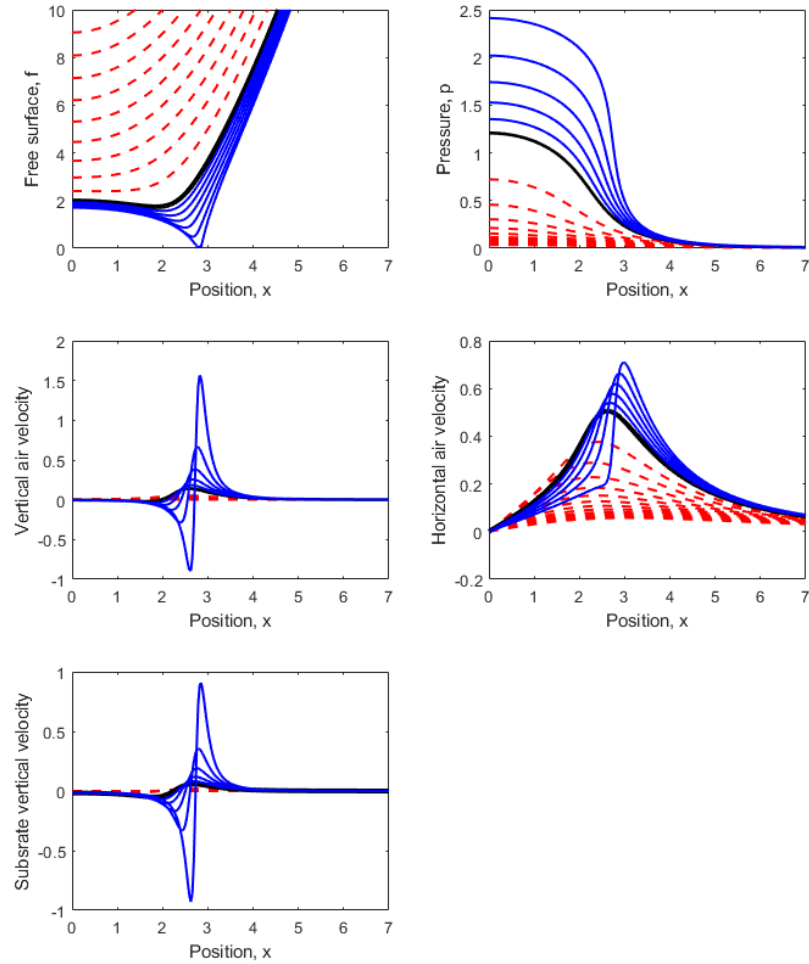 10
8
6
4
2
0
Free surface, f
0 1 2 3 4 5 6 7
Position, x
2.5
2.0
1.5
1.0
0.5
0
Pressure, p
0 1 2 3 4 5 6 7
Position, x
2
1.5
1
0.5
0
-0.5
-1
Vertical air velocity
0 1 2 3 4 5 6 7
Position, x
0.8
0.6
0.4
0.2
0
-0.2
Horizontal air velocity
0 1 2 3 4 5 6 7
Position, x
1
0.5
0
-0.5
-1
Subsrate vertical velocity
0 1 2 3 4 5 6 7
Position, x